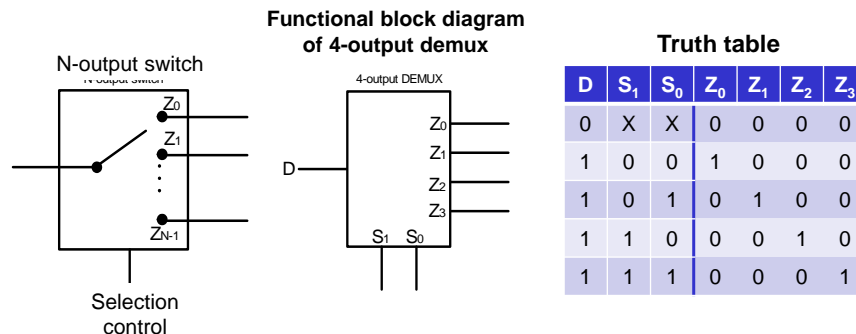 Functional block diagram
of 4-output demux
N-output switch
N-output switch
Z0
Z1
ZN-1
Selection
control
4-output DEMUX
D
Z0
Z1
Z2
Z3
S1 S0
Truth table
D S1 S0 Z0 Z1 Z2 Z3
0 X X 0 0 0 0
1 0 0 1 0 0 0
1 0 1 0 1 0 0
1 1 0 0 0 1 0
1 1 1 0 0 0 1